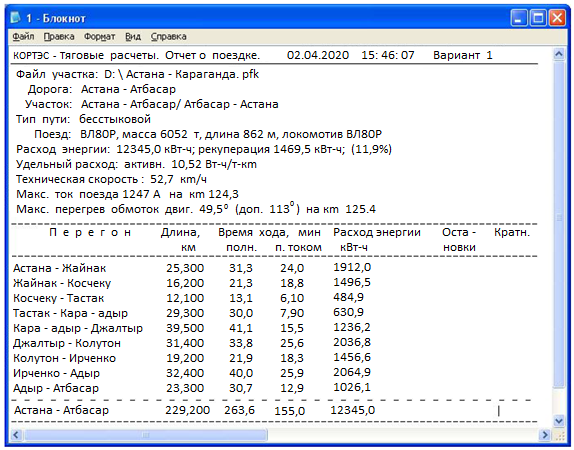 1 - Блокнот
Файл Правка Формат Вид Справка
КОРТЭС - Тяговые расчеты. Отчет о поездке. 02.04.2020 15: 46: 07 Вариант 1
Файл участка: D: \ Астана - Караганда. pfk
Дорога: Астана - Атбасар
Участок: Астана - Атбасар/ Атбасар - Астана
Тип пути: бесстыковой
Поезд: ВЛ80Р, масса 6052 т, длина 862 м, локомотив ВЛ80Р
Расход энергии: 12345,0 кВт-ч; рекуперация 1469,5 кВт-ч; (11,9%)
Удельный расход: активн. 10,52 Вт-ч/т-km
Техническая скорость : 52,7 км/ч
Макс. ток поезда 1247 А на км 124,3
Макс. перегрев обмоток двиг. 49,5⁰ (доп. 113⁰ ) на km 125.4
П е р е г о н Длина, Время хода, мин Расход энергии Оста - Кратн.
км полн. п. током кВт-ч новки
Астана - Жайнак 25,300 31,3 24,0 1912,0
Жайнак - Косчеку 16,200 21,3 18,8 1496,5
Косчеку - Тастак 12,100 13,1 6,10 484,9
Тастак - Кара - адыр 29,300 30,0 7,90 630,9
Кара - адыр - Джалтыр 39,500 41,1 15,5 1236,2
Джалтыр - Колутон 31,400 33,8 25,6 2036,8
Колутон - Ирченко 19,200 21,9 18,3 1456,6
Ирченко - Адыр 32,400 40,0 25,9 2064,9
Адыр - Атбасар 23,300 30,7 12,9 1026,1
Астана - Атбасар 229,200 263,6 155,0 12345,0 |